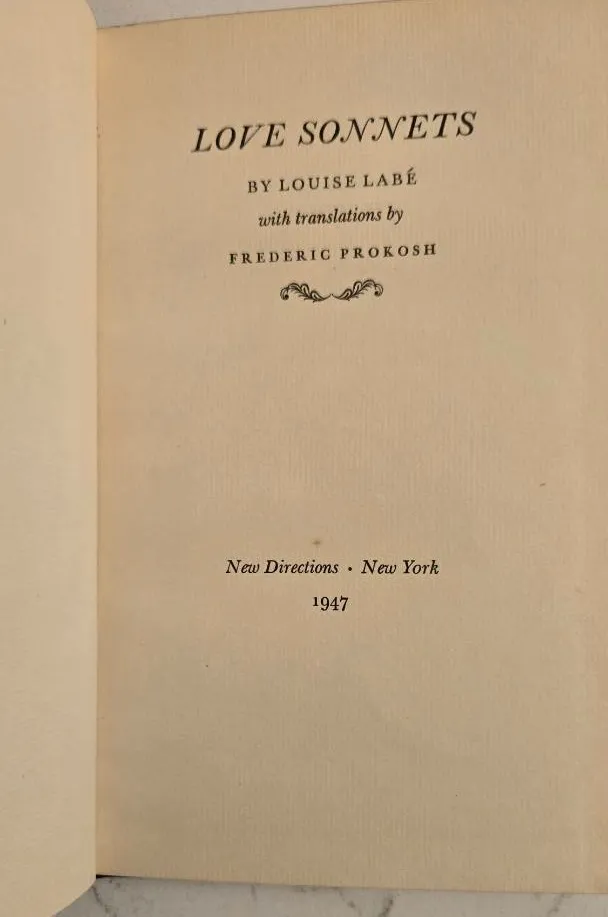 LOVE SONNETS
BY LOUISE LABÉ
with translations by
FREDERIC PROKOSH
New Directions · New York
1947